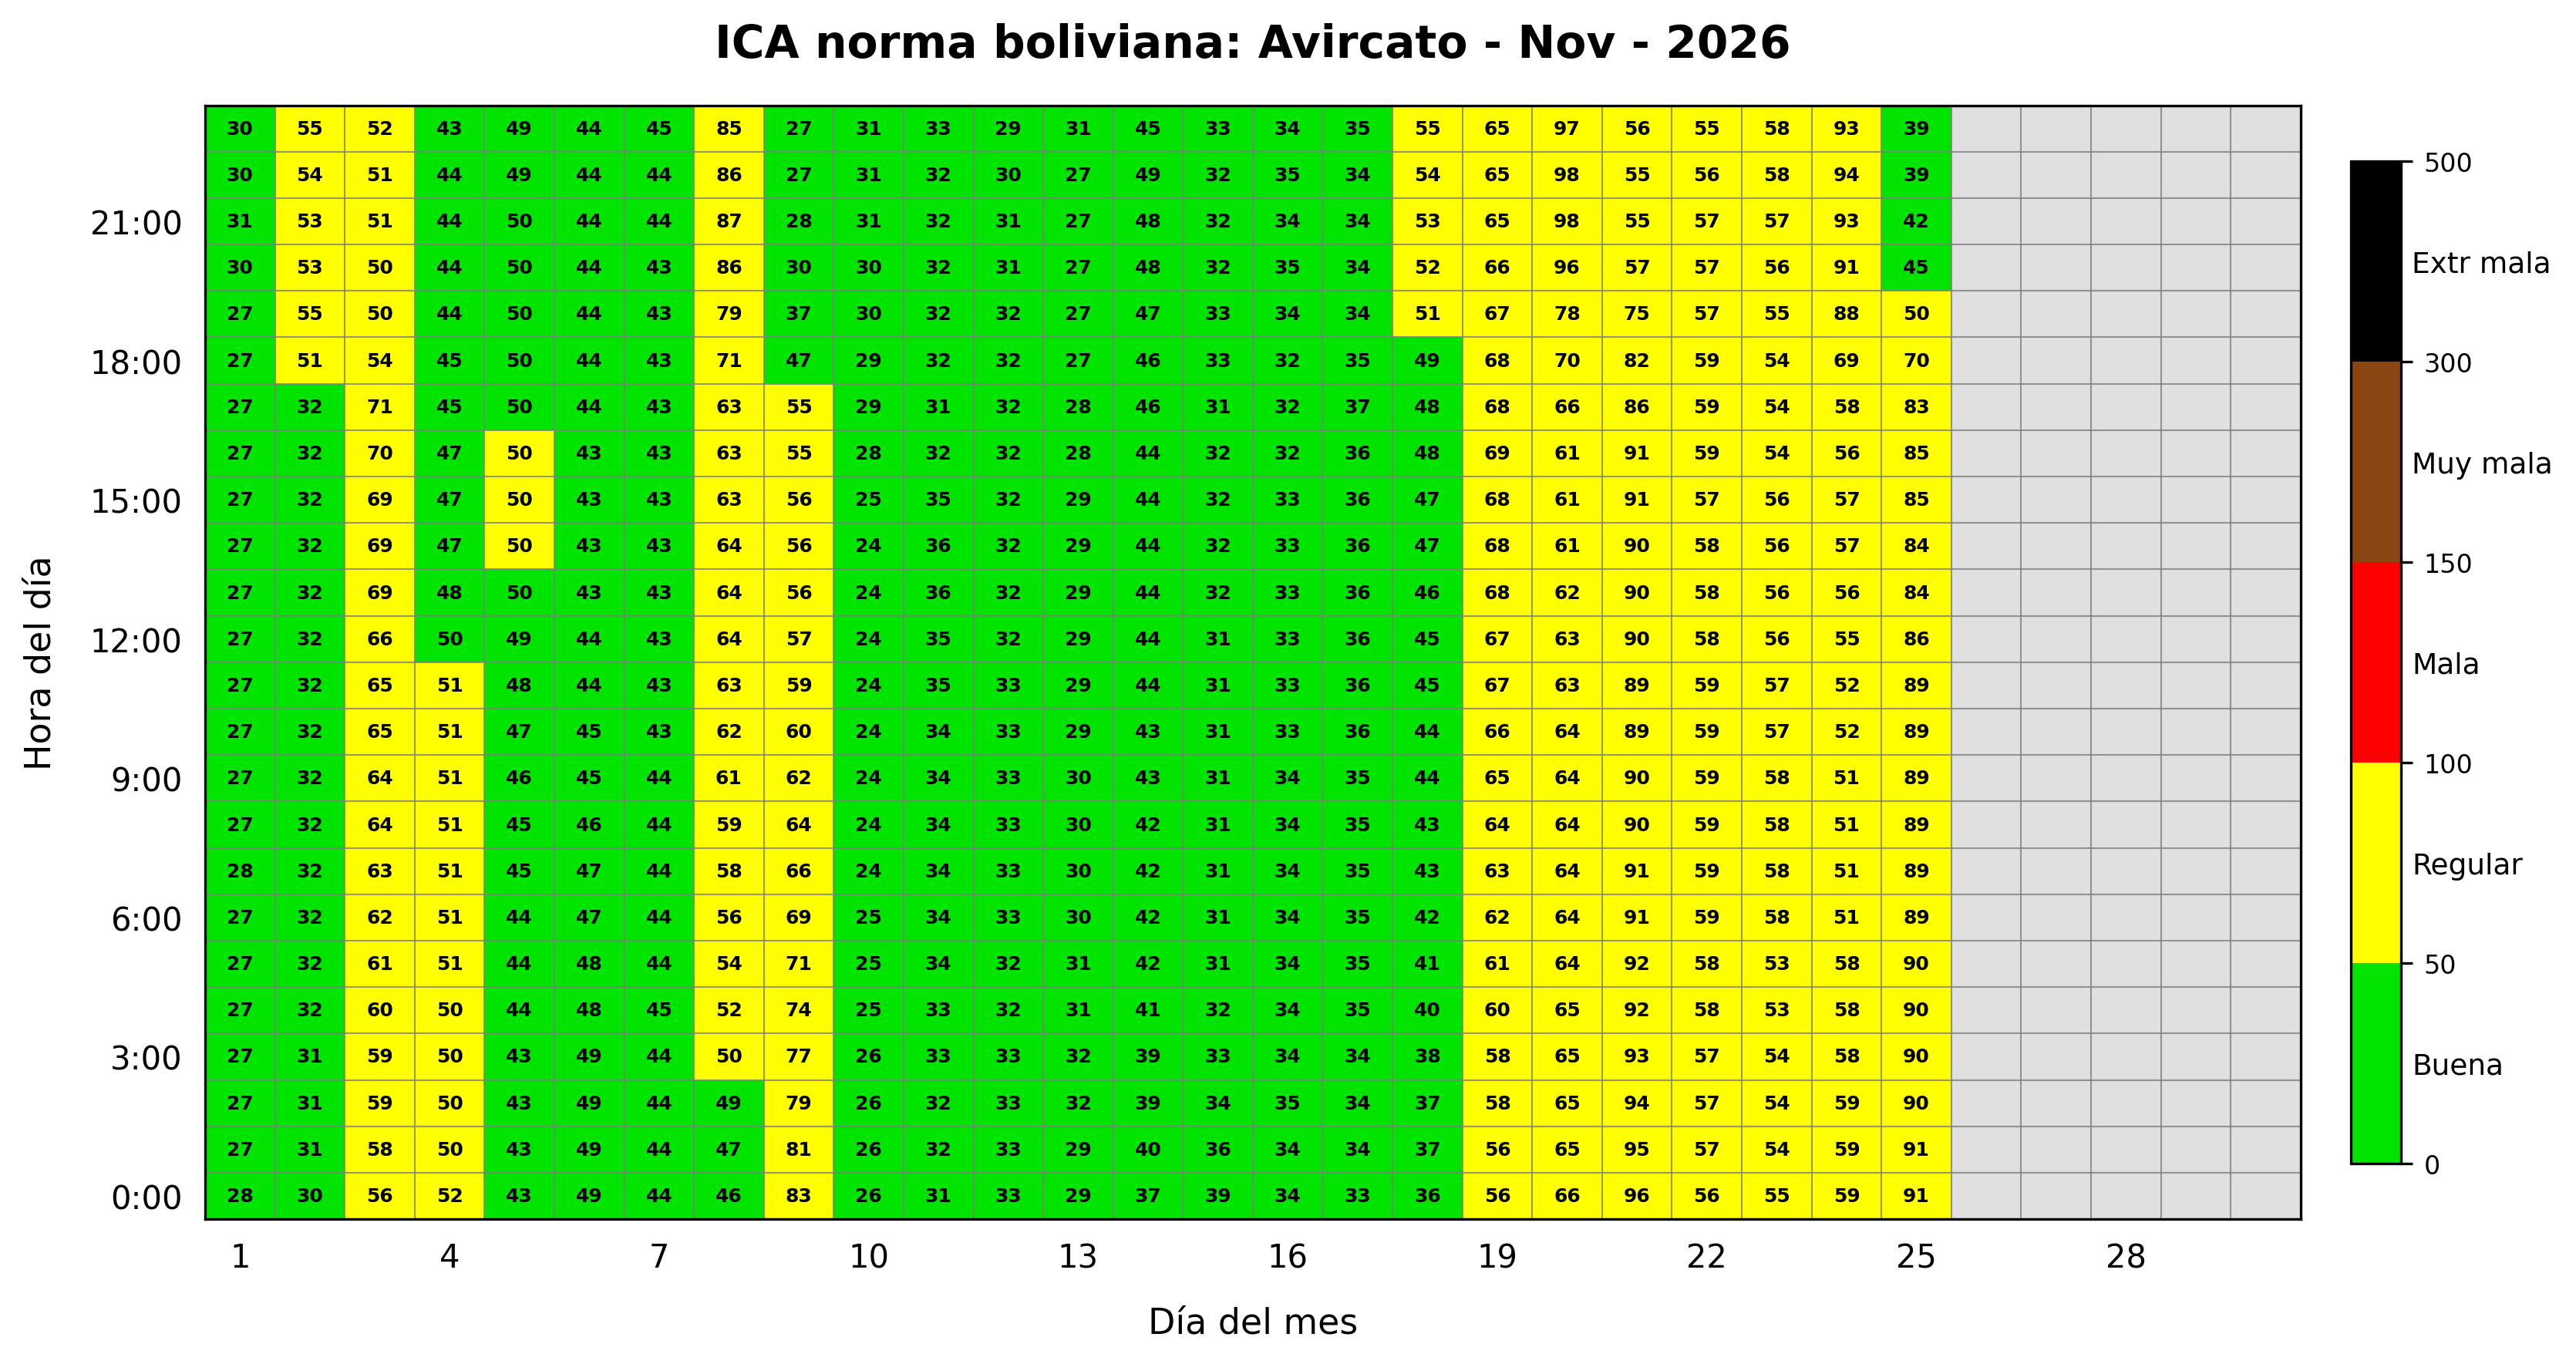 ICA norma boliviana: Avircato - Nov - 2026
30 55 52 43 49 44 45 85 27 31 33 29 31 45 33 34 35 55 65 97 56 55 58 93 39
30 54 51 44 49 44 44 86 27 31 32 30 27 49 32 35 34 54 65 98 55 56 58 94 39
21:00 31 53 51 44 50 44 44 87 28 31 32 31 27 48 32 34 34 53 65 98 55 57 57 93 42
30 53 50 44 50 44 43 86 30 30 32 31 27 48 32 35 34 52 66 96 57 57 56 91 45
27 55 50 44 50 44 43 79 37 30 32 32 27 47 33 34 34 51 67 78 75 57 55 88 50
18:00 27 51 54 45 50 44 43 71 47 29 32 32 27 46 33 32 35 49 68 70 82 59 54 69 70
27 32 71 45 50 44 43 63 55 29 31 32 28 46 31 32 37 48 68 66 86 59 54 58 83
27 32 70 47 50 43 43 63 55 28 32 32 28 44 32 32 36 48 69 61 91 59 54 56 85
15:00 27 32 69 47 50 43 43 63 56 25 35 32 29 44 32 33 36 47 68 61 91 57 56 57 85
27 32 69 47 50 43 43 64 56 24 36 32 29 44 32 33 36 47 68 61 90 58 56 57 84
27 32 69 48 50 43 43 64 56 24 36 32 29 44 32 33 36 46 68 62 90 58 56 56 84
12:00 27 32 66 50 49 44 43 64 57 24 35 32 29 44 31 33 36 45 67 63 90 58 56 55 86
27 32 65 51 48 44 43 63 59 24 35 33 29 44 31 33 36 45 67 63 89 59 57 52 89
27 32 65 51 47 45 43 62 60 24 34 33 29 43 31 33 36 44 66 64 89 59 57 52 89
9:00 27 32 64 51 46 45 44 61 62 24 34 33 30 43 31 34 35 44 65 64 90 59 58 51 89
27 32 64 51 45 46 44 59 64 24 34 33 30 42 31 34 35 43 64 64 90 59 58 51 89
28 32 63 51 45 47 44 58 66 24 34 33 30 42 31 34 35 43 63 64 91 59 58 51 89
6:00 27 32 62 51 44 47 44 56 69 25 34 33 30 42 31 34 35 42 62 64 91 59 58 51 89
27 32 61 51 44 48 44 54 71 25 34 32 31 42 31 34 35 41 61 64 92 58 53 58 90
27 32 60 50 44 48 45 52 74 25 33 32 31 41 32 34 35 40 60 65 92 58 53 58 90
3:00 27 31 59 50 43 49 44 50 77 26 33 33 32 39 33 34 34 38 58 65 93 57 54 58 90
27 31 59 50 43 49 44 49 79 26 32 33 32 39 34 35 34 37 58 65 94 57 54 59 90
27 31 58 50 43 49 44 47 81 26 32 33 29 40 36 34 34 37 56 65 95 57 54 59 91
0:00 28 30 56 52 43 49 44 46 83 26 31 33 29 37 39 34 33 36 56 66 96 56 55 59 91
1 4 7 10 13 16 19 22 25 28
Día del mes
Hora del día
500
Extr mala
300
Muy mala
150
Mala
100
Regular
50
Buena
0